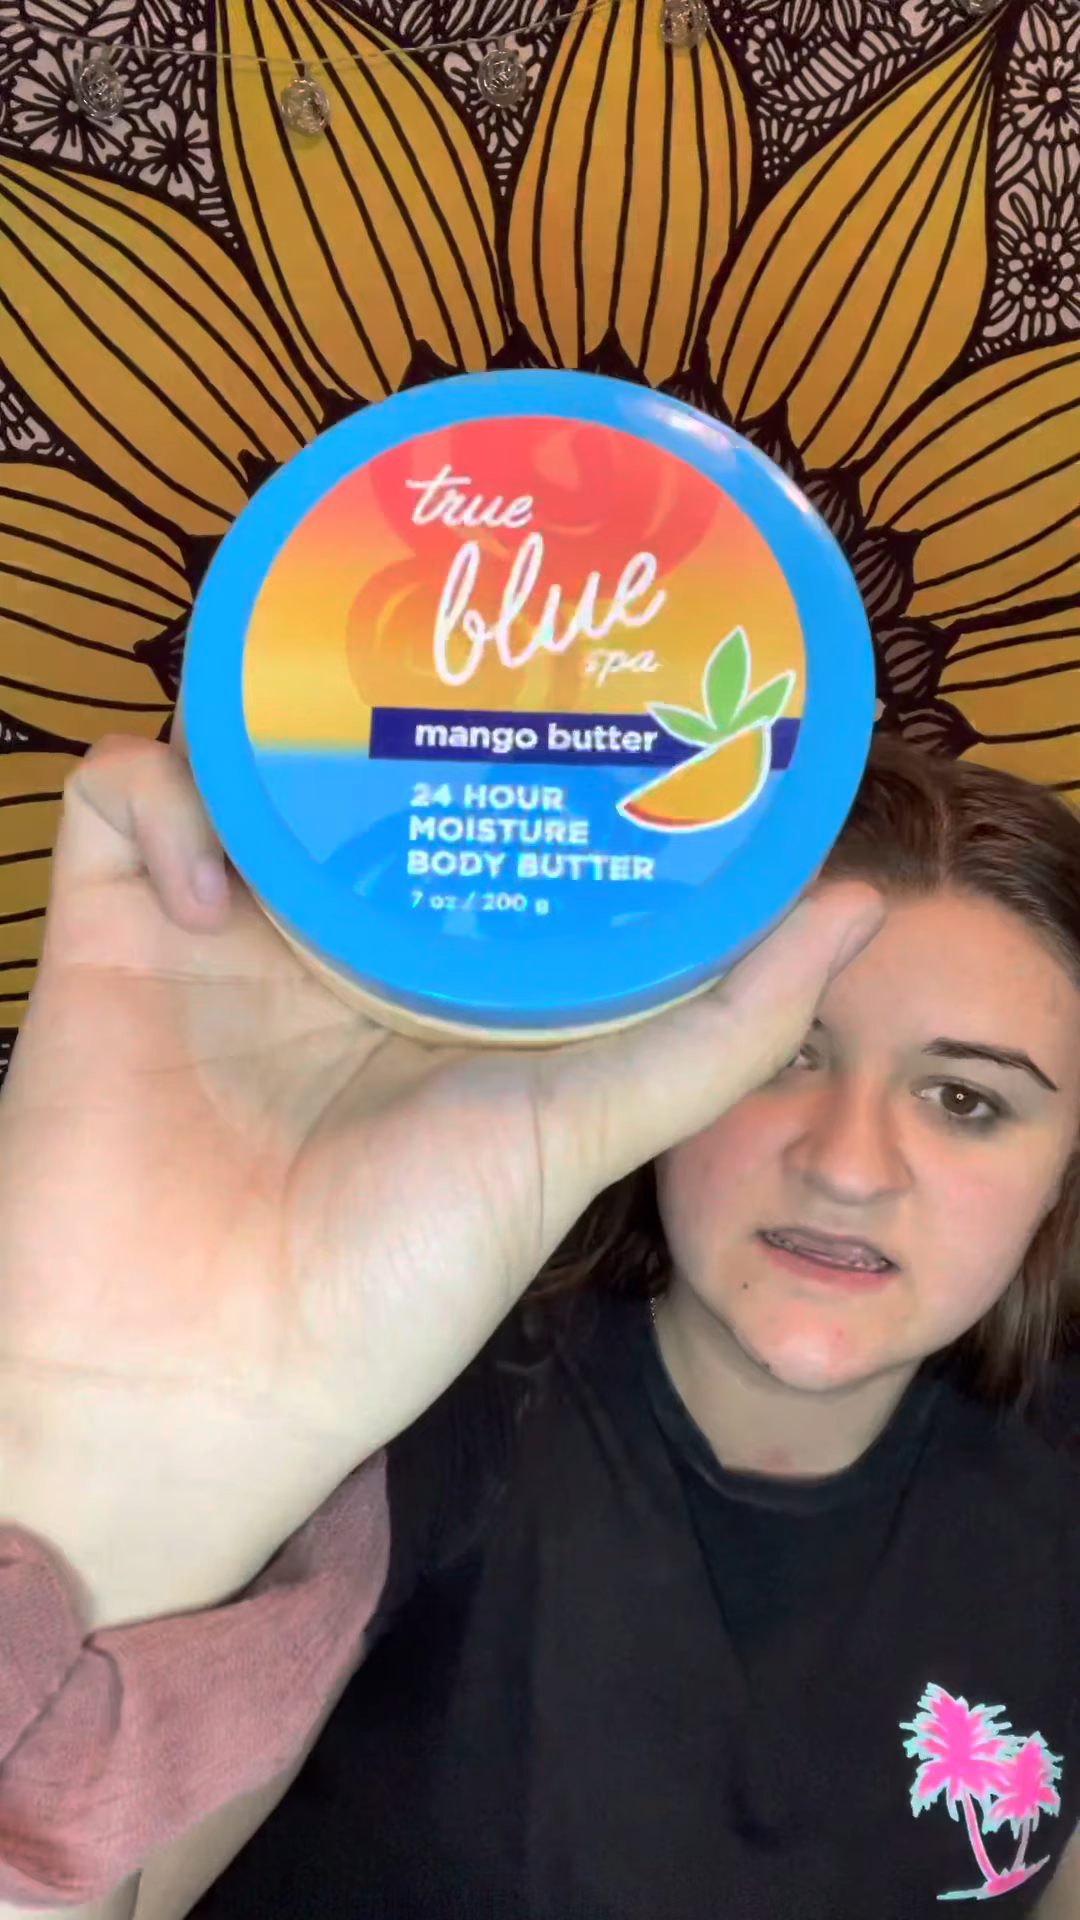 true
blue
spa
mango butter
24 HOUR
MOISTURE
BODY BUTTER
7 oz / 200 g